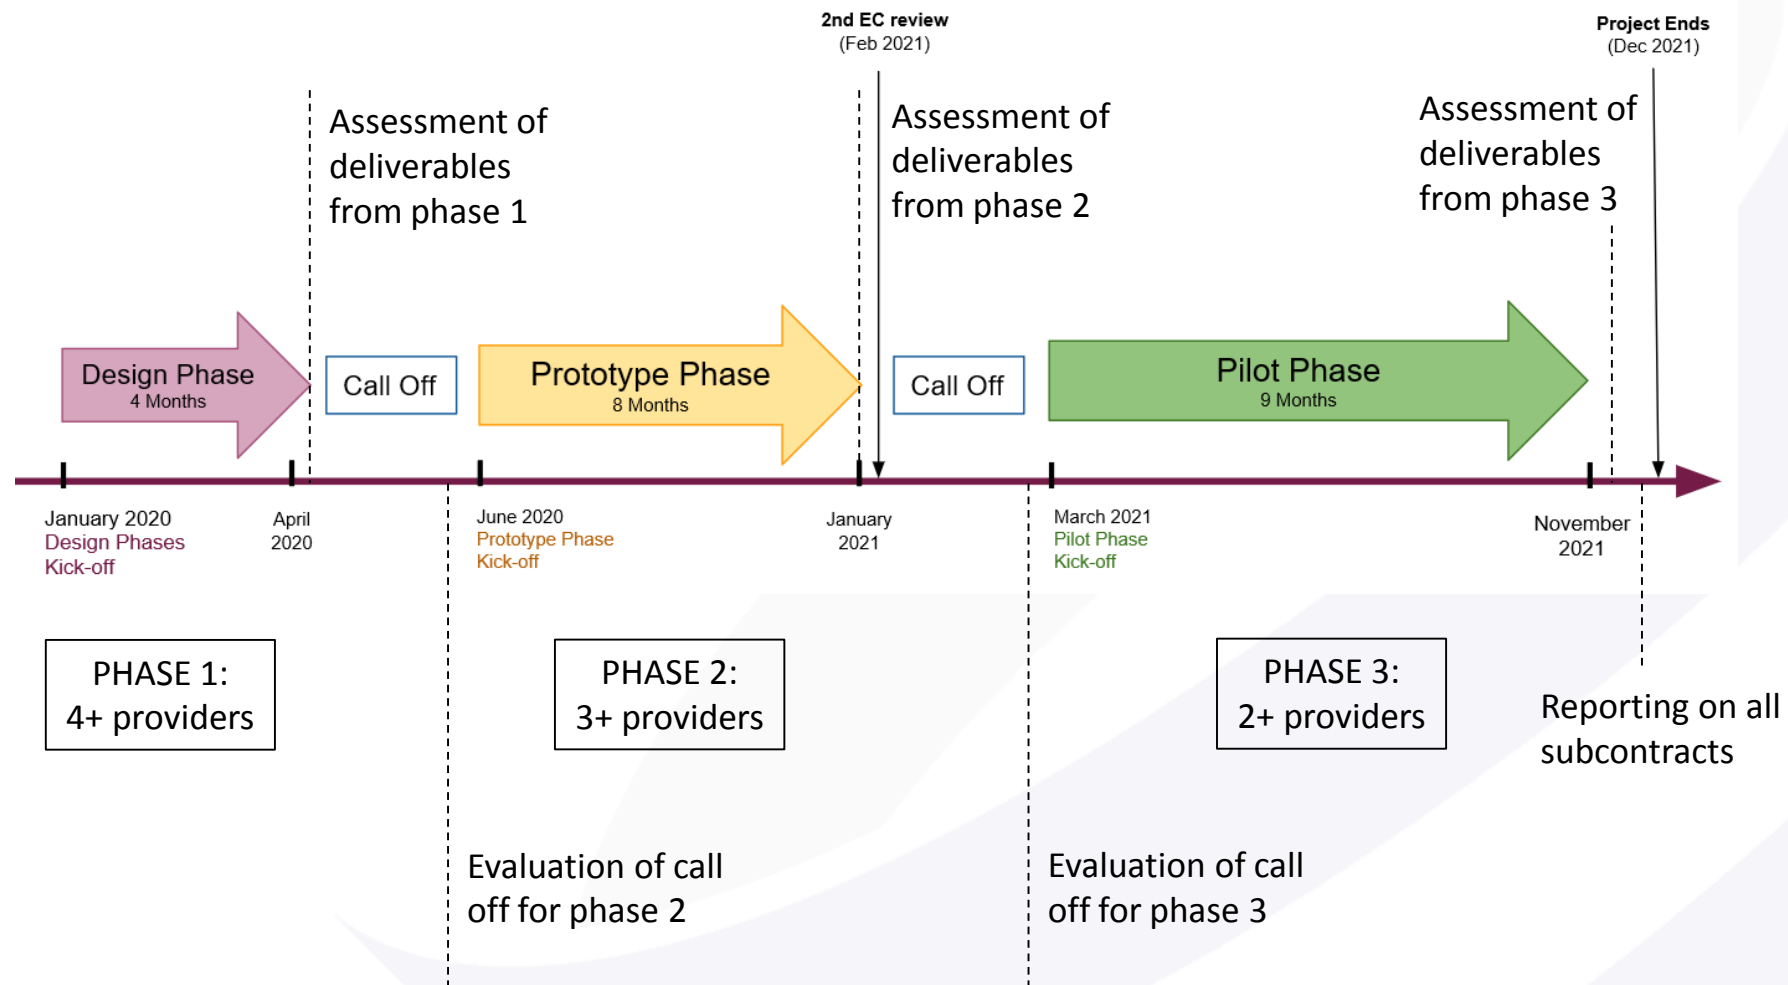 2nd EC review
(Feb 2021)
Project Ends
(Dec 2021)
Assessment of
deliverables
from phase 1
Assessment of
deliverables
from phase 2
Assessment of
deliverables
from phase 3
Design Phase
4 Months
Call Off
Prototype Phase
8 Months
Call Off
Pilot Phase
9 Months
January 2020
Design Phases
Kick-off
April
2020
June 2020
Prototype Phase
Kick-off
January
2021
March 2021
Pilot Phase
Kick-off
November
2021
PHASE 1:
4+ providers
PHASE 2:
3+ providers
PHASE 3:
2+ providers
Reporting on all
subcontracts
Evaluation of call
off for phase 2
Evaluation of call
off for phase 3